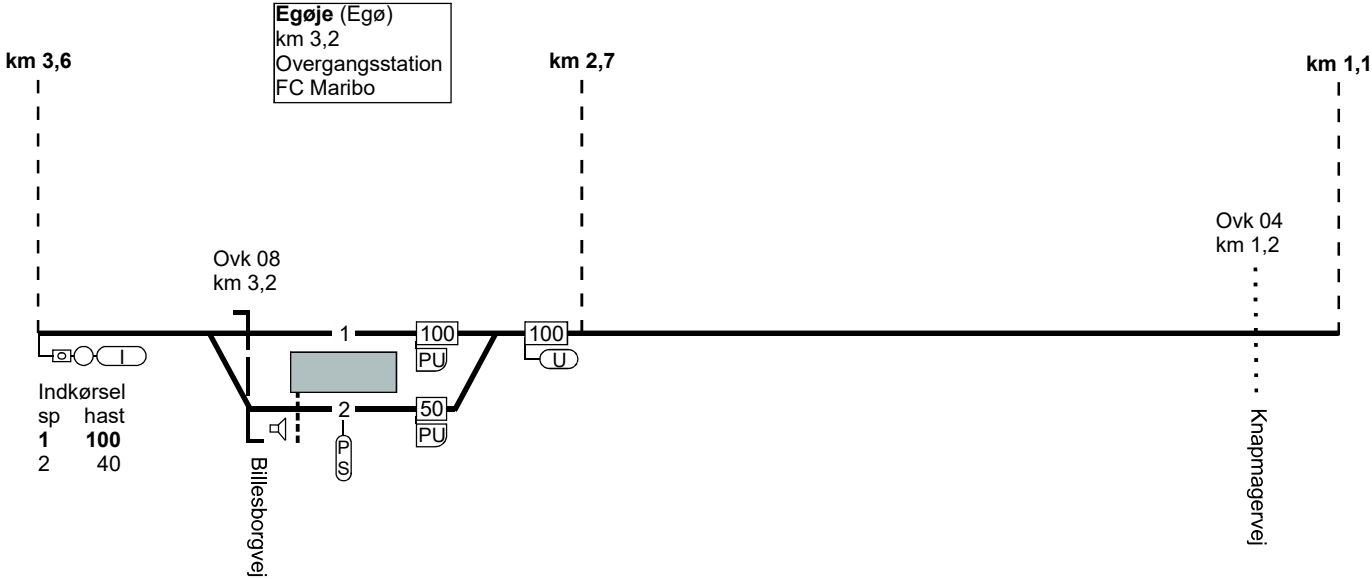 Egøje (Egø)
km 3,2
Overgangsstation
FC Maribo
km 3,6
km 2,7
km 1,1
Ovk 04
km 1,2
Ovk 08
km 3,2
1
100
100
I
PU
U
Indkørsel
sp hast
1 100
2 40
2
50
PU
P
S
Billesborgvej
Knapmagervej